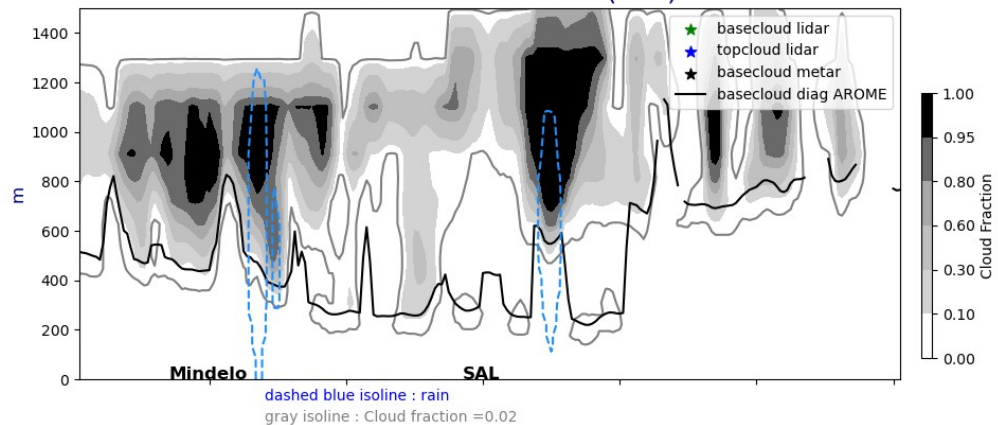 1400
1200
1000
800
600
400
200
0
m
basecloud lidar
topcloud lidar
basecloud metar
basecloud diag AROME
1.00
0.95
0.80
0.60
0.30
0.10
0.00
Cloud Fraction
Mindelo
SAL
dashed blue isoline : rain
gray isoline : Cloud fraction =0.02